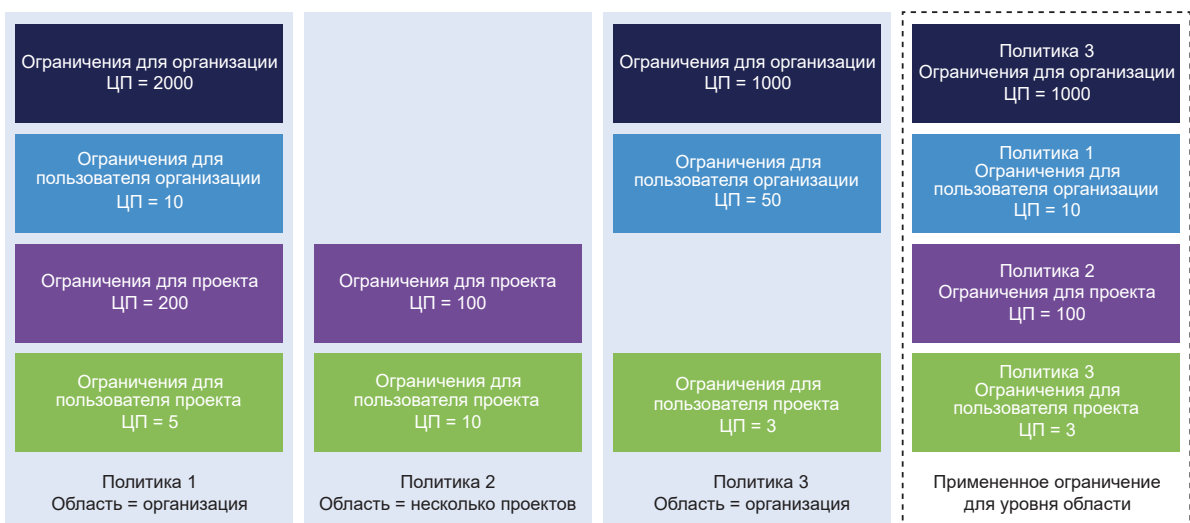 Ограничения для организации
ЦП = 2000
Ограничения для
пользователя организации
ЦП = 10
Ограничения для проекта
ЦП = 200
Ограничения для
пользователя проекта
ЦП = 5
Политика 1
Область = организация
Ограничения для проекта
ЦП = 100
Ограничения для
пользователя проекта
ЦП = 10
Политика 2
Область = несколько проектов
Ограничения для организации
ЦП = 1000
Ограничения для
пользователя организации
ЦП = 50
Ограничения для
пользователя проекта
ЦП = 3
Политика 3
Область = организация
Политика 3
Ограничения для организации
ЦП = 1000
Политика 1
Ограничения для
пользователя организации
ЦП = 10
Политика 2
Ограничения для проекта
ЦП = 100
Политика 3
Ограничения для
пользователя проекта
ЦП = 3
Примененное ограничение
для уровня области